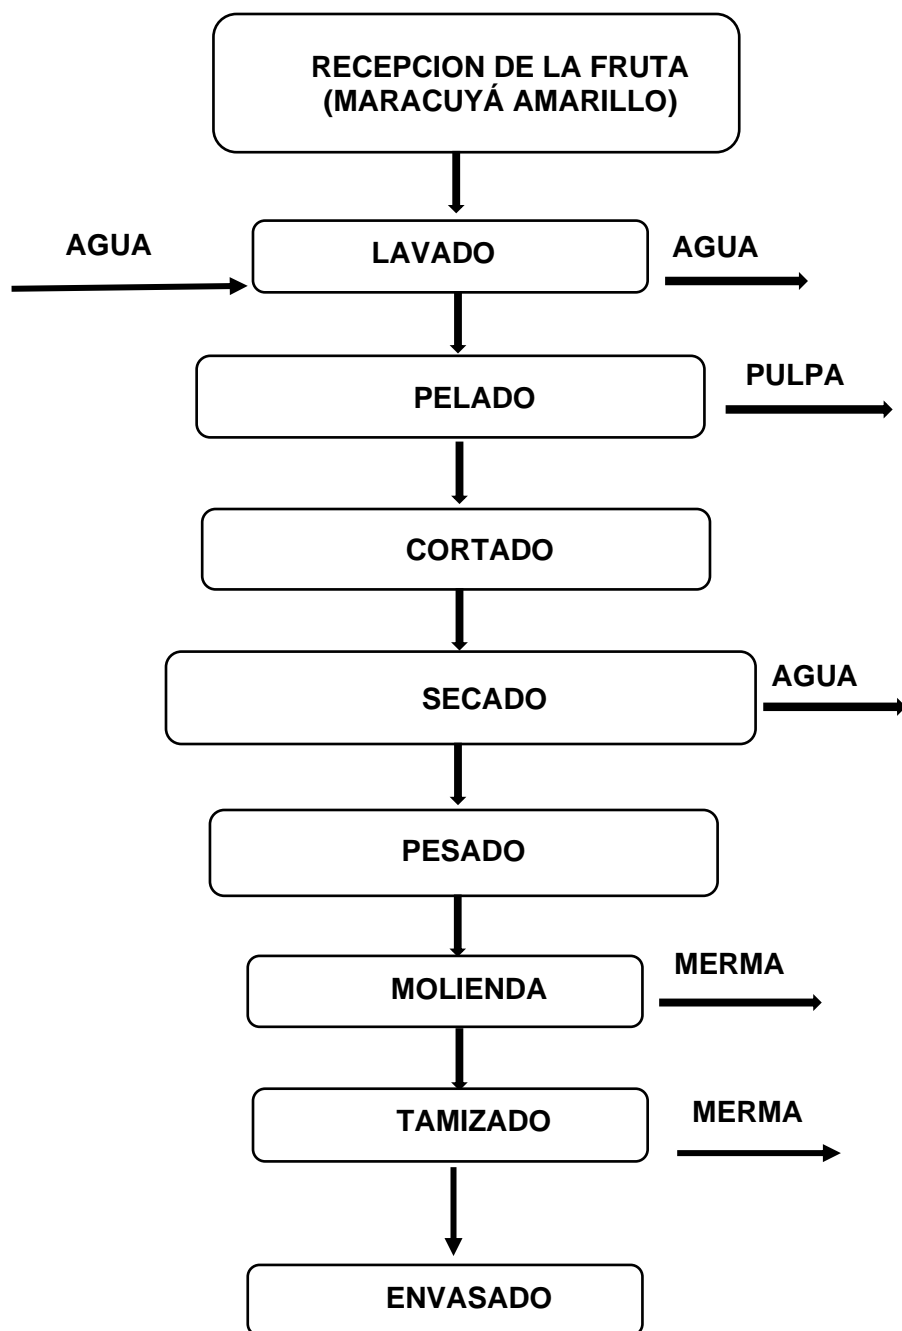 RECEPCION DE LA FRUTA
(MARACUYÁ AMARILLO)
AGUA
LAVADO
AGUA
PELADO
PULPA
CORTADO
SECADO
AGUA
PESADO
MOLIENDA
MERMA
TAMIZADO
MERMA
ENVASADO